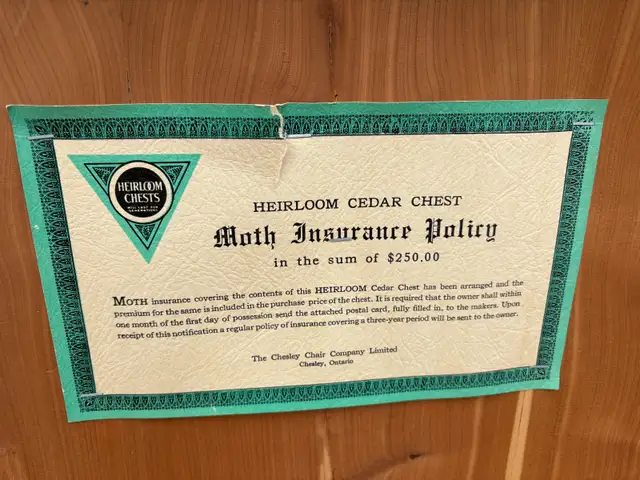 HEIRLOOM
CHESTS
WILL LAST FOR
GENERATIONS
HEIRLOOM CEDAR CHEST
Moth Insurance Policy
in the sum of $250.00
MOTH insurance covering the contents of this HEIRLOOM Cedar Chest has been arranged and the
premium for the same is included in the purchase price of the chest. It is required that the owner shall within
one month of the first day of possession send the attached postal card, fully filled in, to the makers. Upon
receipt of this notification a regular policy of insurance covering a three-year period will be sent to the owner.
The Chesley Chair Company Limited
Chesley, Ontario